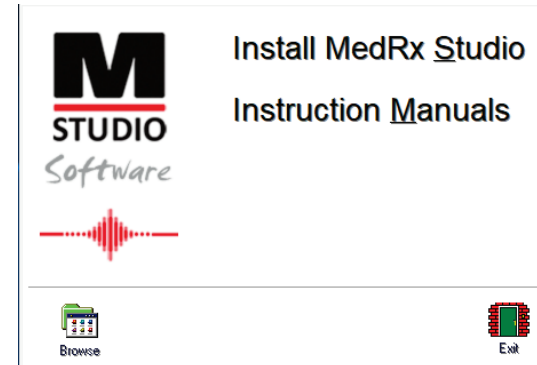 M
STUDIO
Software
Install MedRx Studio
Instruction Manuals
Browse
Exit